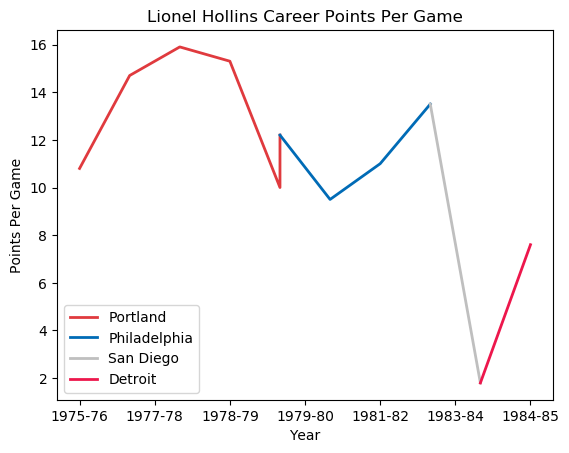 Lionel Hollins Career Points Per Game
16
14
12
10
8
6
4
2
Points Per Game
Portland
Philadelphia
San Diego
Detroit
1975-76 1977-78 1978-79 1979-80 1981-82 1983-84 1984-85
Year